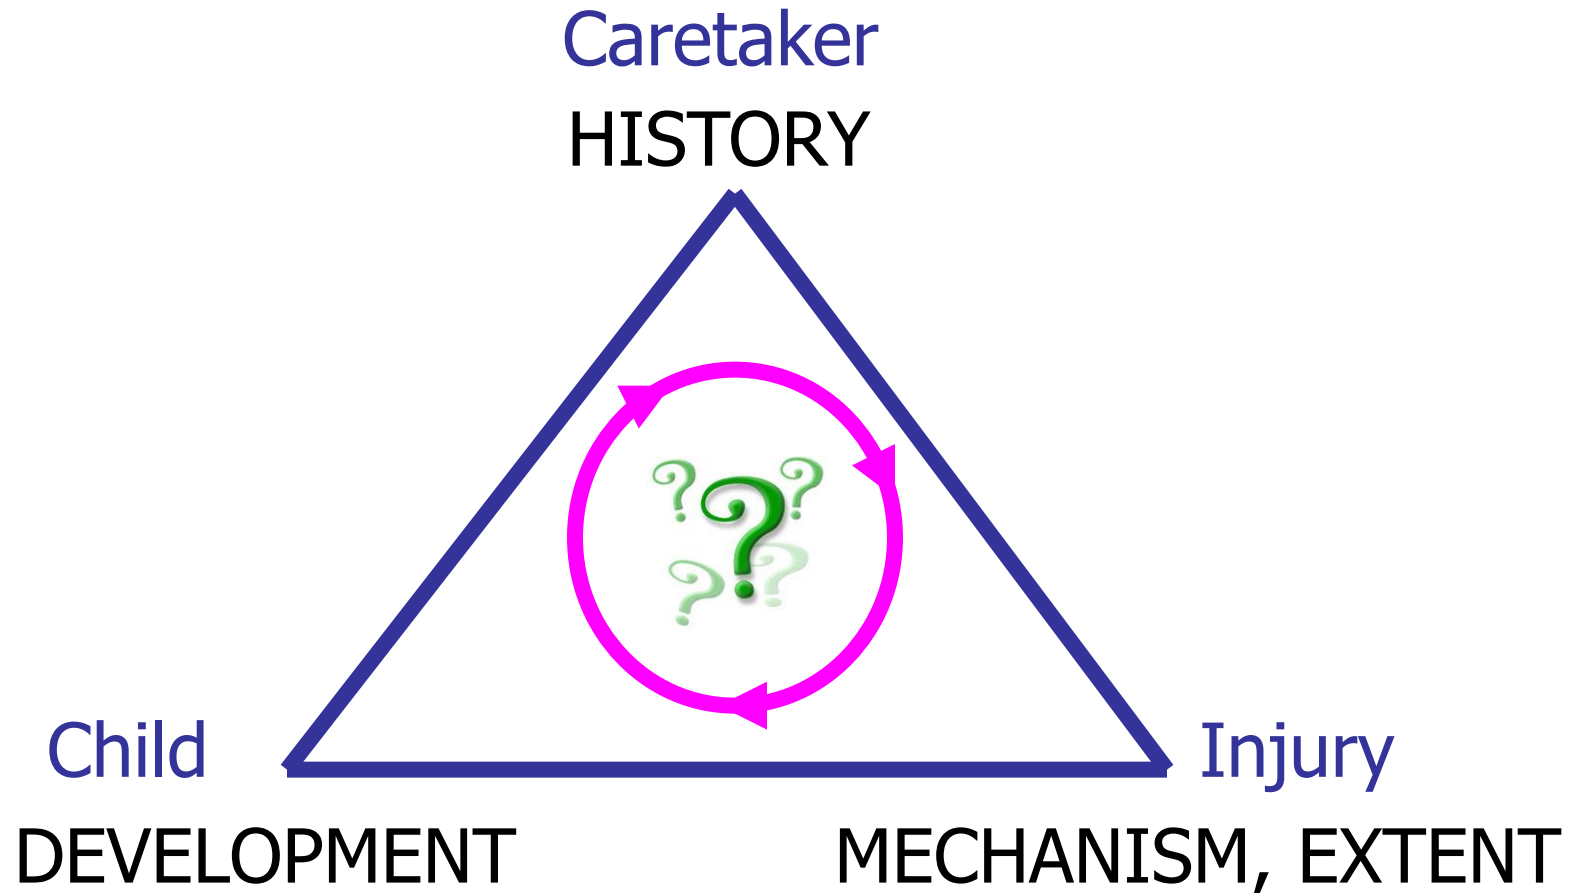 Caretaker
HISTORY
? ? ? ? ?
Child
Injury
DEVELOPMENT
MECHANISM, EXTENT